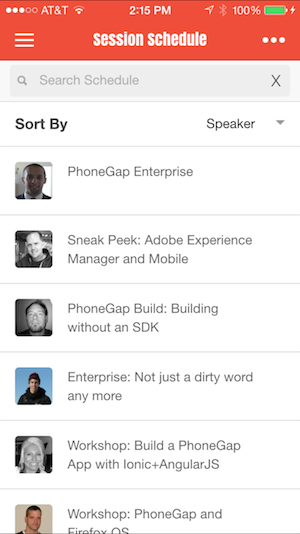 AT&T 2:15 PM 100%
Session Schedule
Search Schedule X
Sort By Speaker
PhoneGap Enterprise
Sneak Peek: Adobe Experience
Manager and Mobile
PhoneGap Build: Building
without an SDK
Enterprise: Not just a dirty word
any more
Workshop: Build a PhoneGap
App with Ionic+AngularJS
Workshop: PhoneGap and
Firefox OS